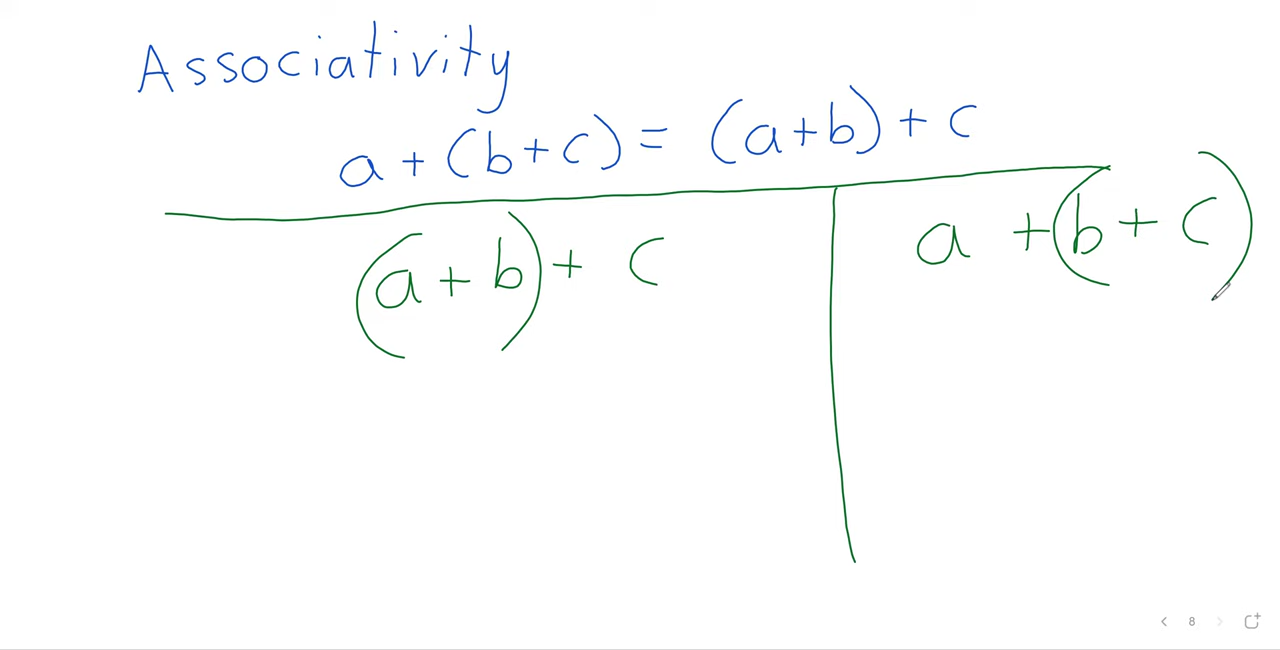 Associativity
a + (b + c) = (a + b) + c
(a + b) + c
a + (b + c)
8